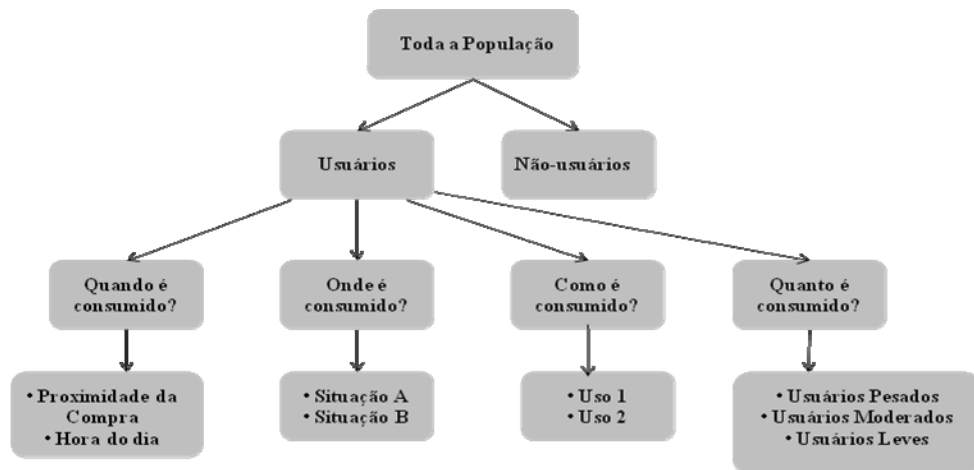 Toda a População
Usuários
Não-usuários
Quando é
consumido?
Onde é
consumido?
Como é
consumido?
Quanto é
consumido?
• Proximidade da
Compra
• Hora do dia
• Situação A
• Situação B
• Uso 1
• Uso 2
• Usuários Pesados
• Usuários Moderados
• Usuários Leves